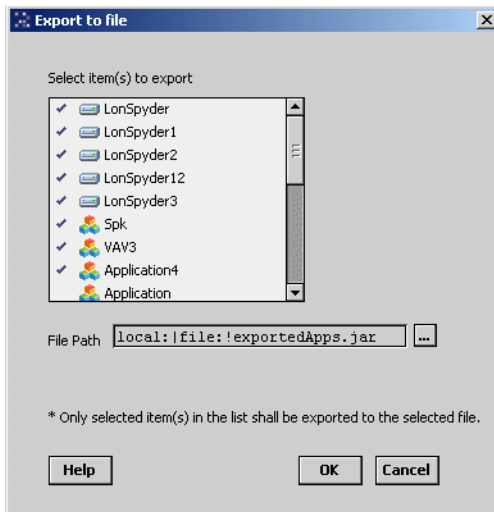 Export to file
Select item(s) to export
LonSpyder
LonSpyder1
LonSpyder2
LonSpyder12
LonSpyder3
Spk
VAV3
Application4
Application
File Path local:|file:!exportedApps.jar ...
* Only selected item(s) in the list shall be exported to the selected file.
Help OK Cancel